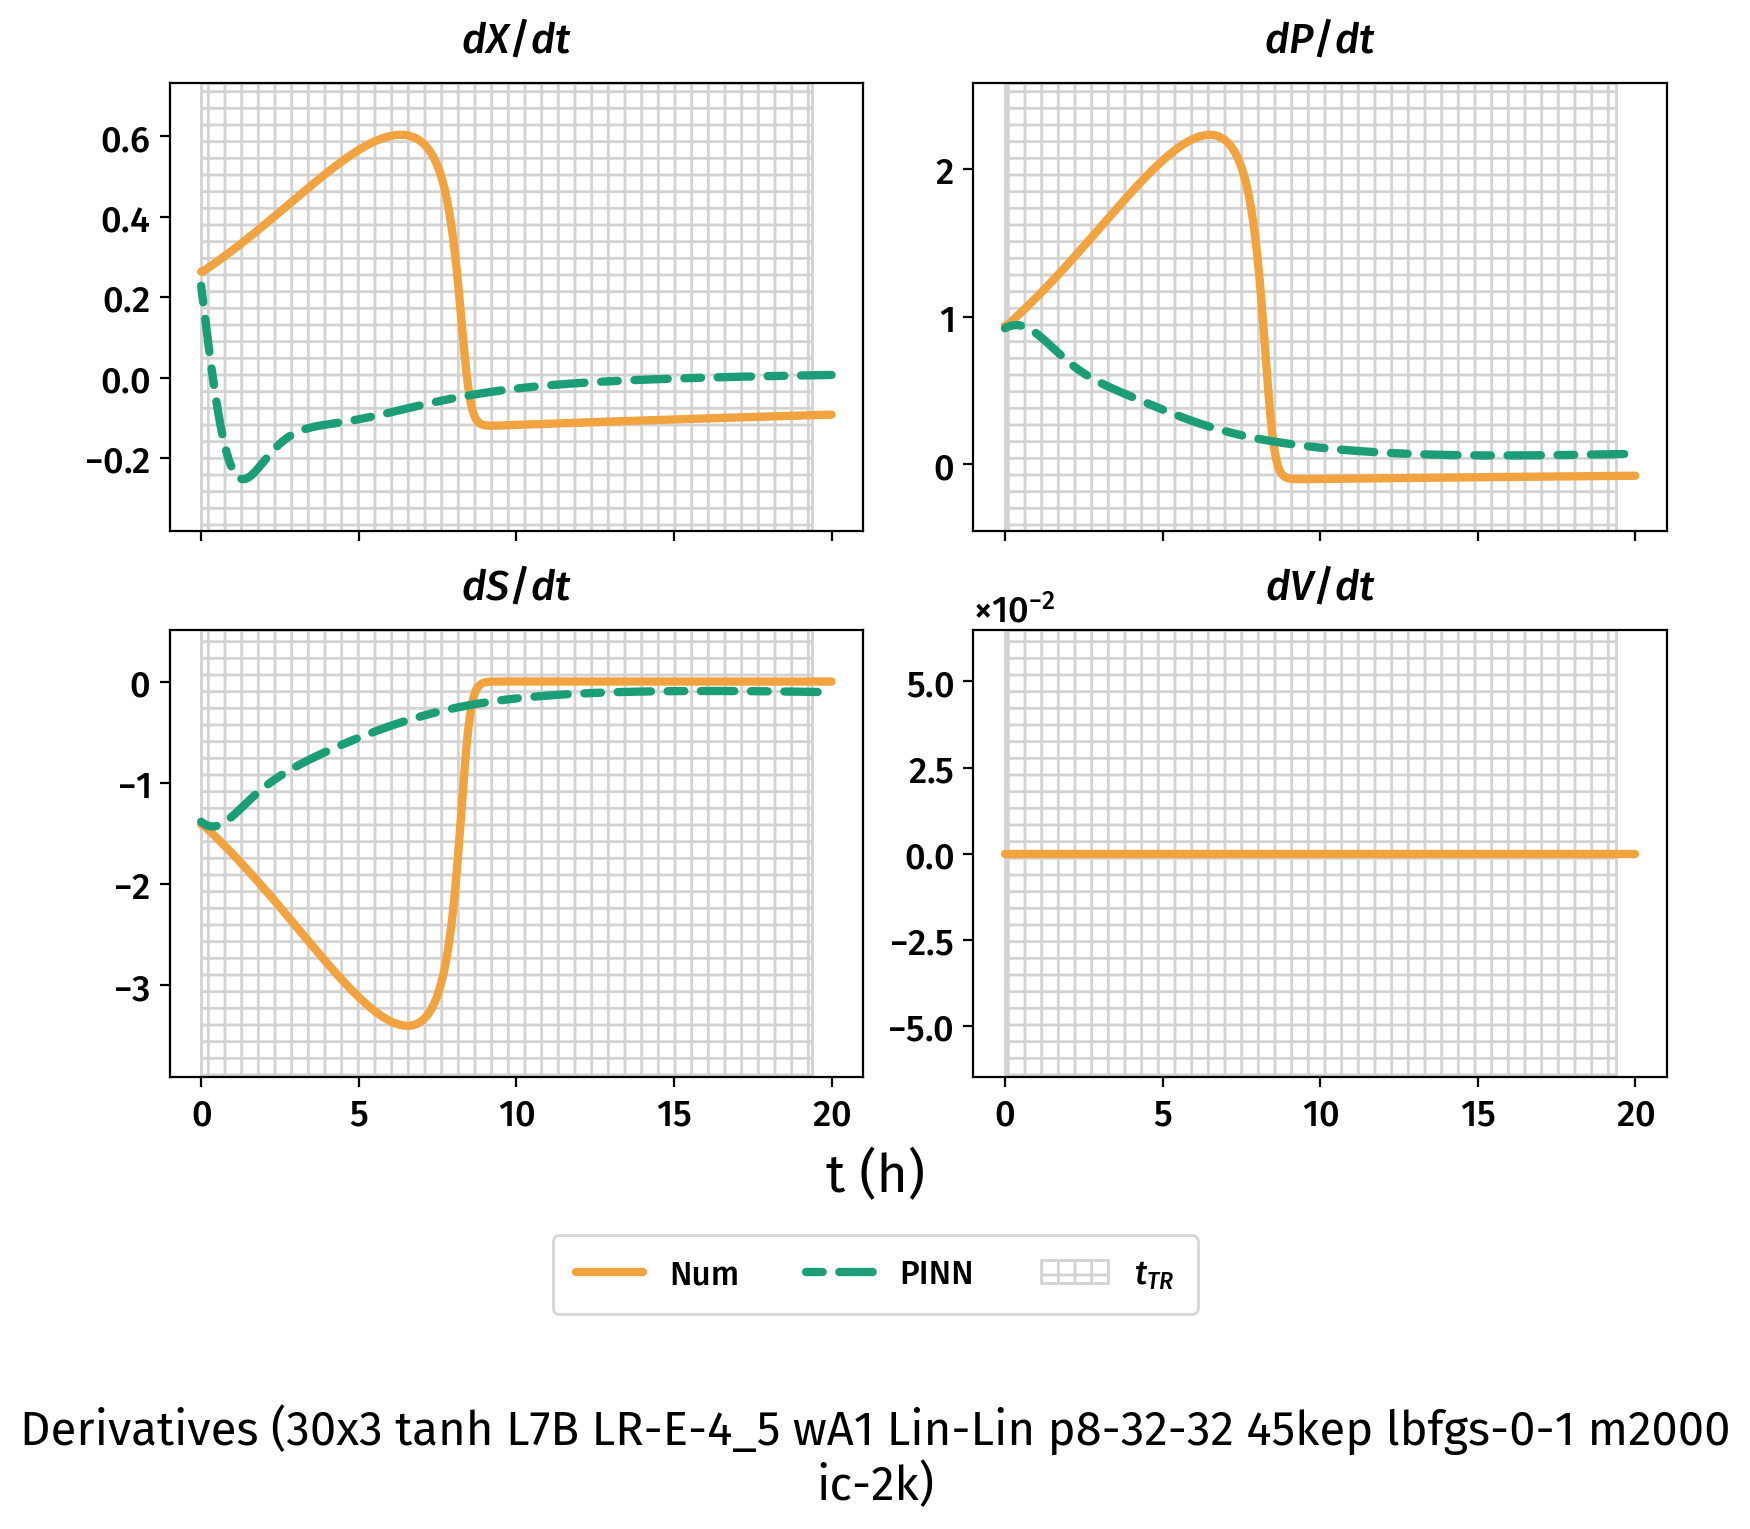 dX/dt
dP/dt
0.6
0.4
0.2
0.0
−0.2
2
1
0
dS/dt
dV/dt
×10⁻²
0
−1
−2
−3
5.0
2.5
0.0
−2.5
−5.0
0 5 10 15 20
0 5 10 15 20
t (h)
Num PINN t_TR
Derivatives (30x3 tanh L7B LR-E-4_5 wA1 Lin-Lin p8-32-32 45kep lbfgs-0-1 m2000
ic-2k)